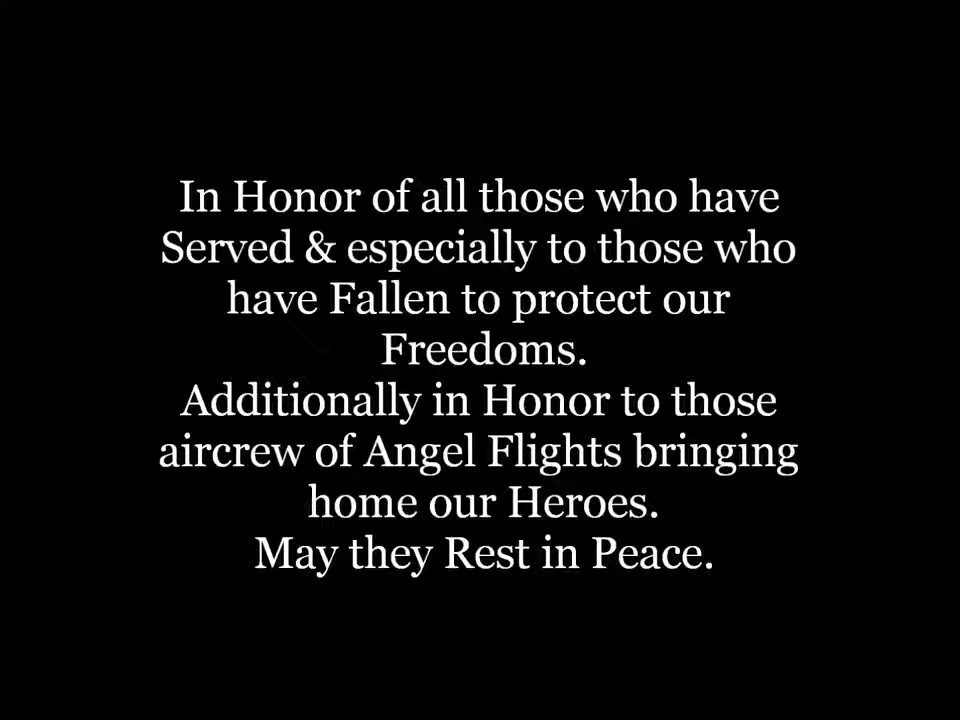 In Honor of all those who have
Served & especially to those who
have Fallen to protect our
Freedoms.
Additionally in Honor to those
aircrew of Angel Flights bringing
home our Heroes.
May they Rest in Peace.